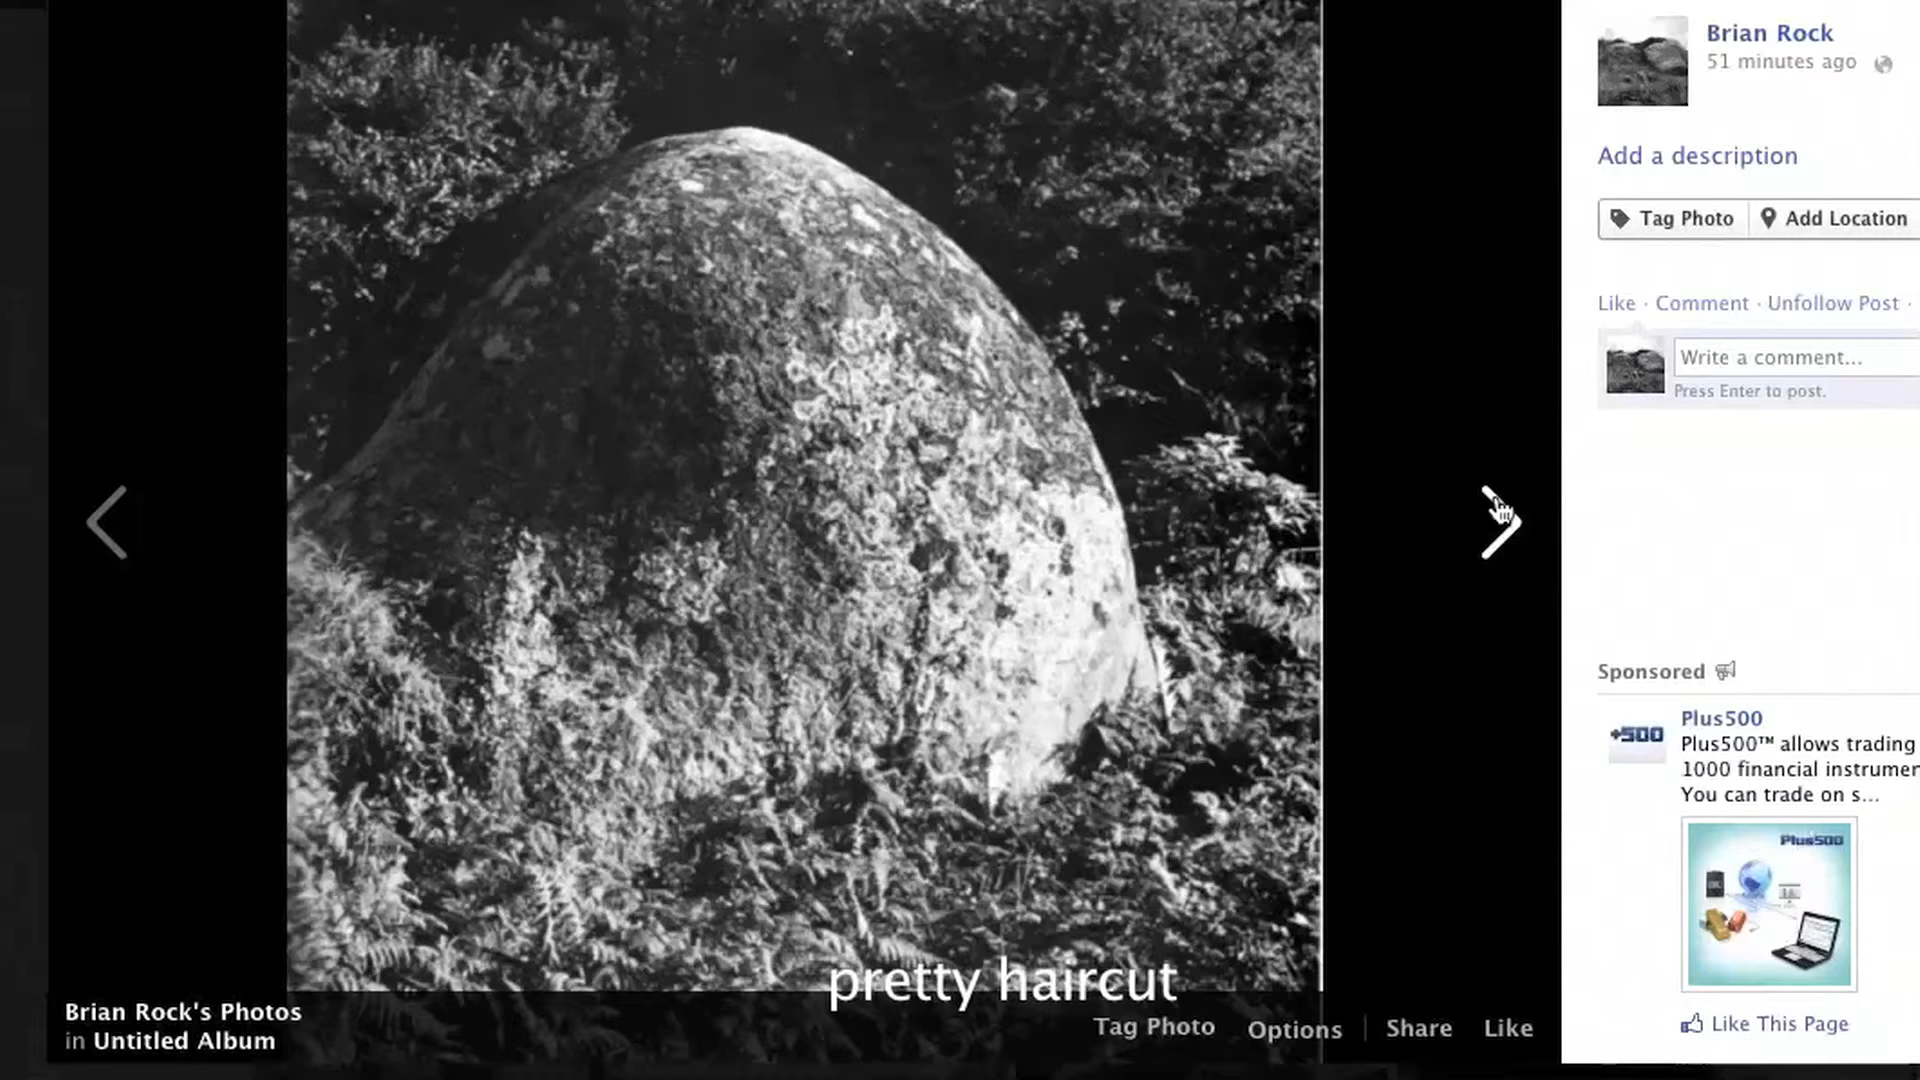 Brian Rock
51 minutes ago
Add a description
Tag Photo
Add Location
Like · Comment · Unfollow Post ·
Write a comment...
Press Enter to post.
Sponsored
+500
Plus500
Plus500™ allows trading
1000 financial
You can trade on s...
Plus500
Like This Page
pretty haircut
Brian Rock's Photos
in Untitled Album
Tag Photo
Options
Share
Like